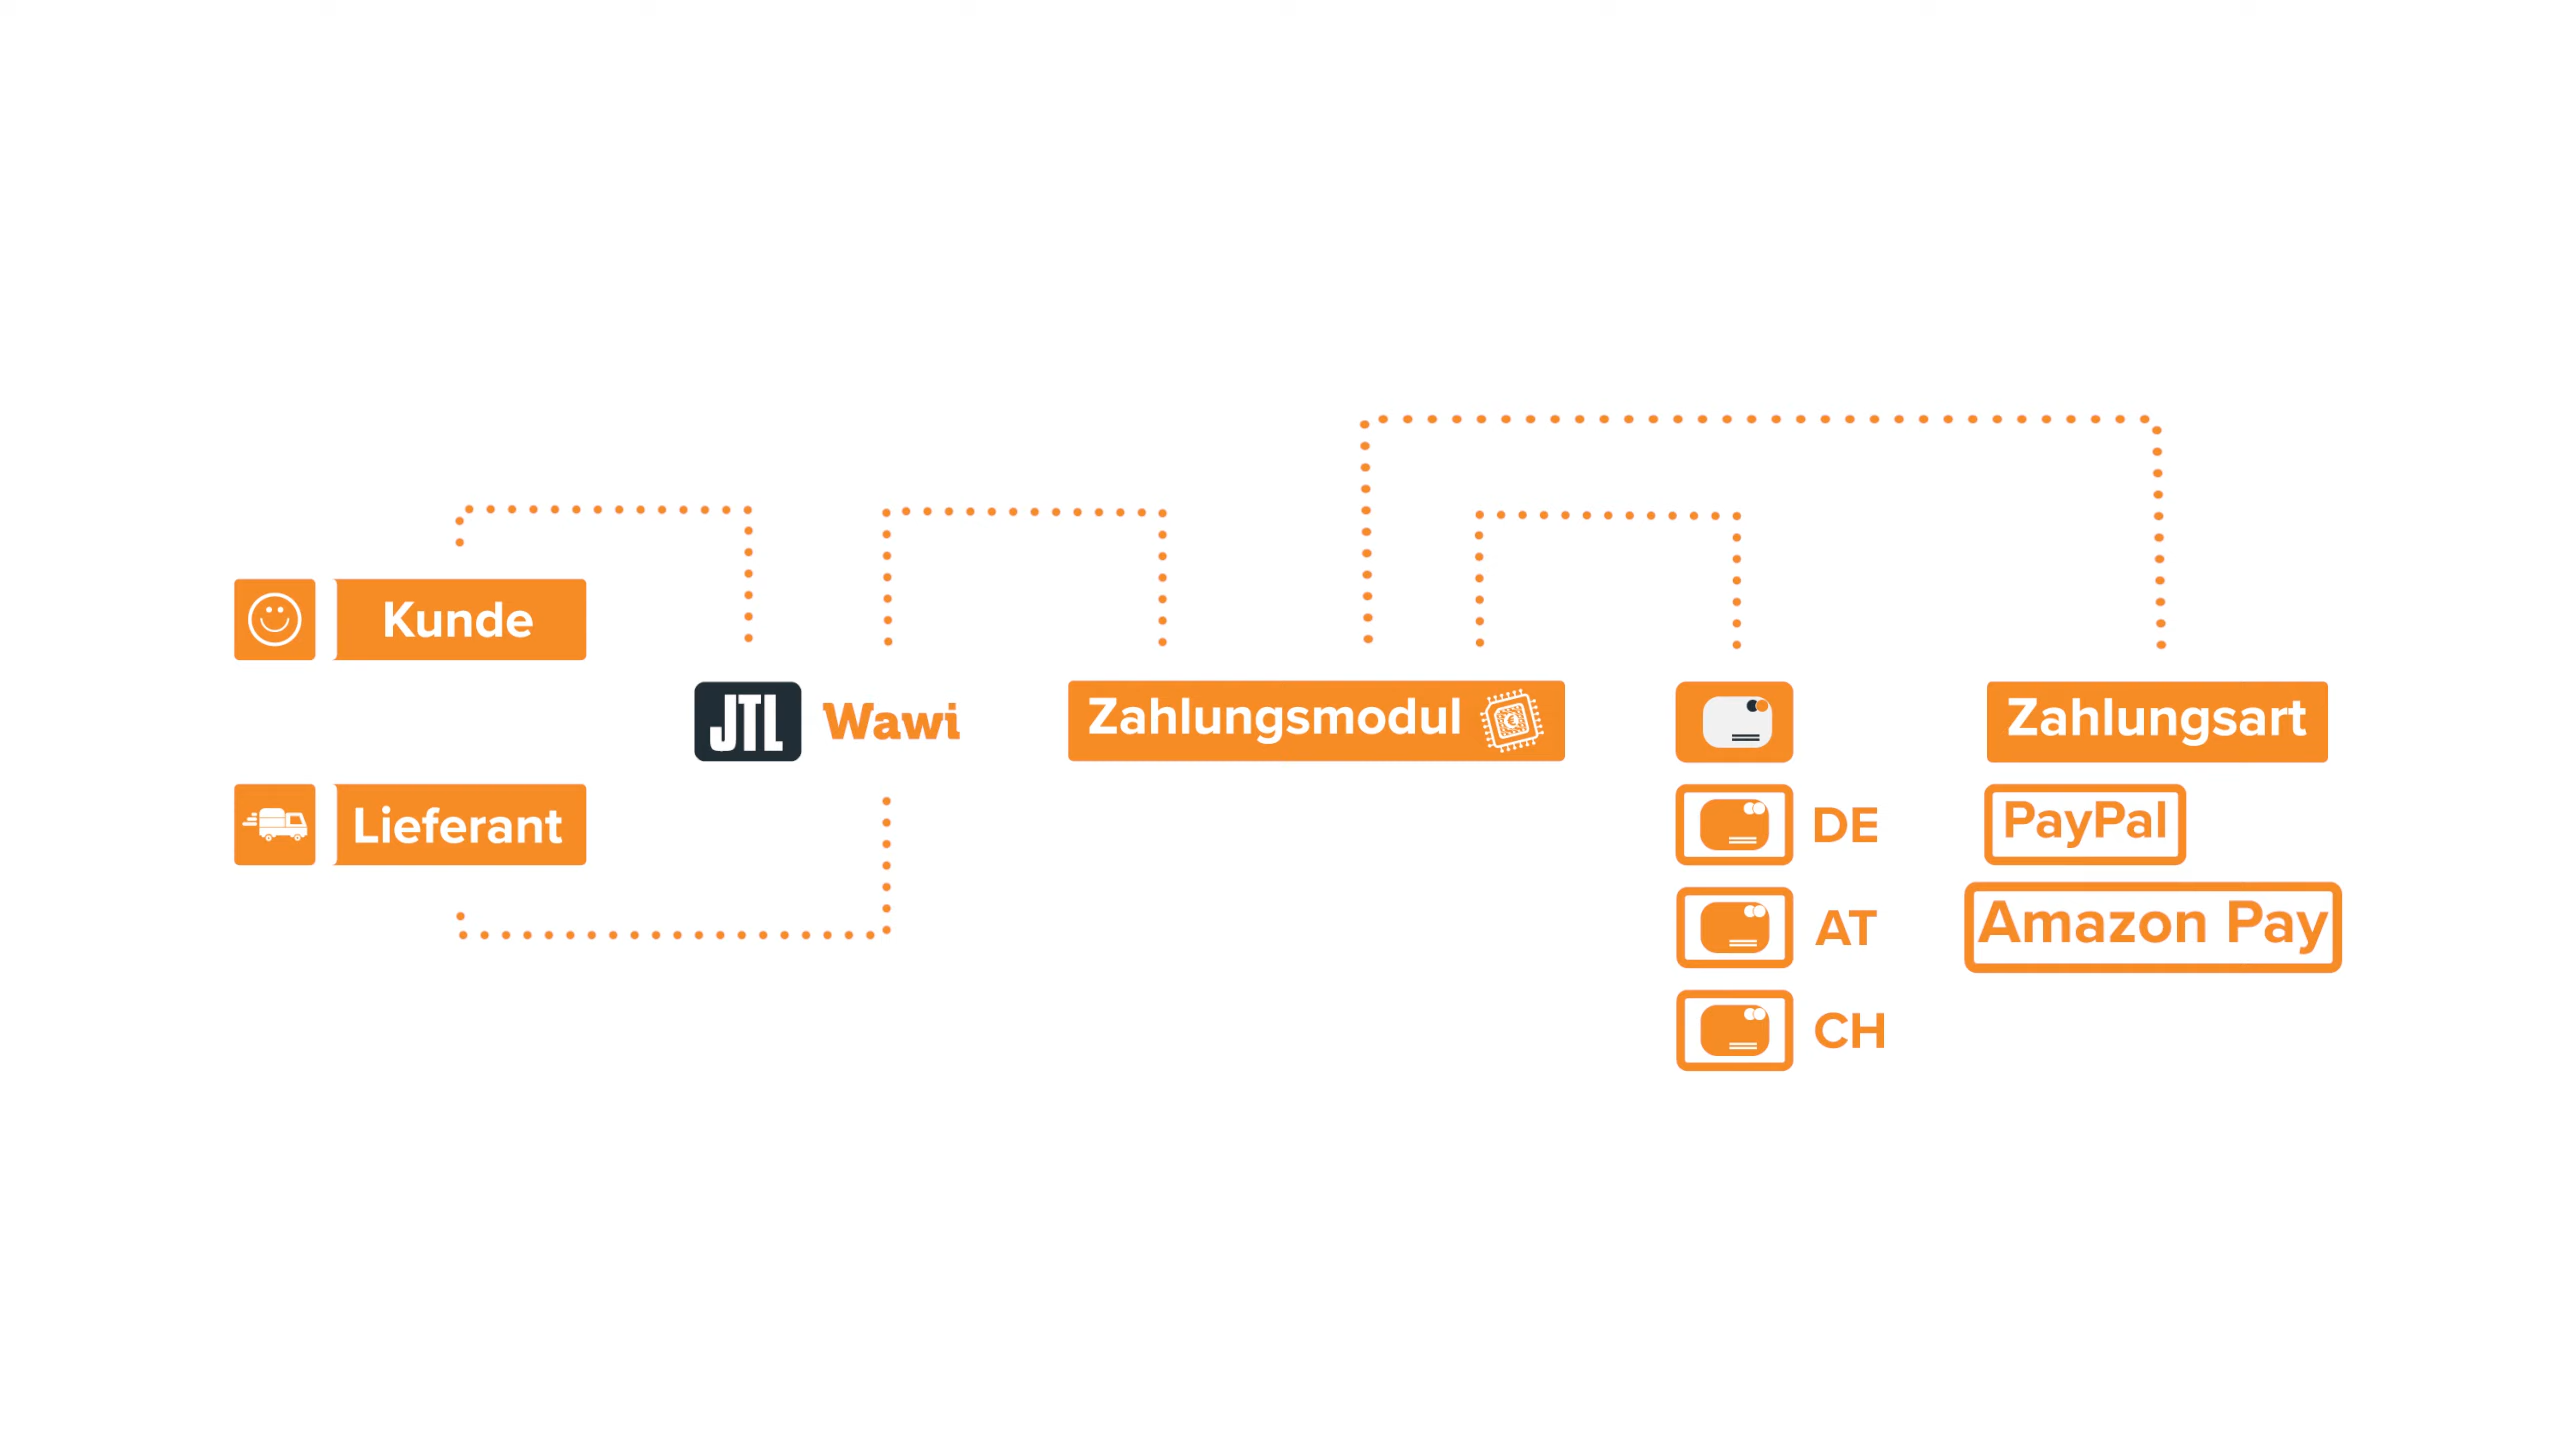 Kunde
Lieferant
JTL Wawi
Zahlungsmodul
€
DE
AT
CH
Zahlungsart
PayPal
Amazon Pay